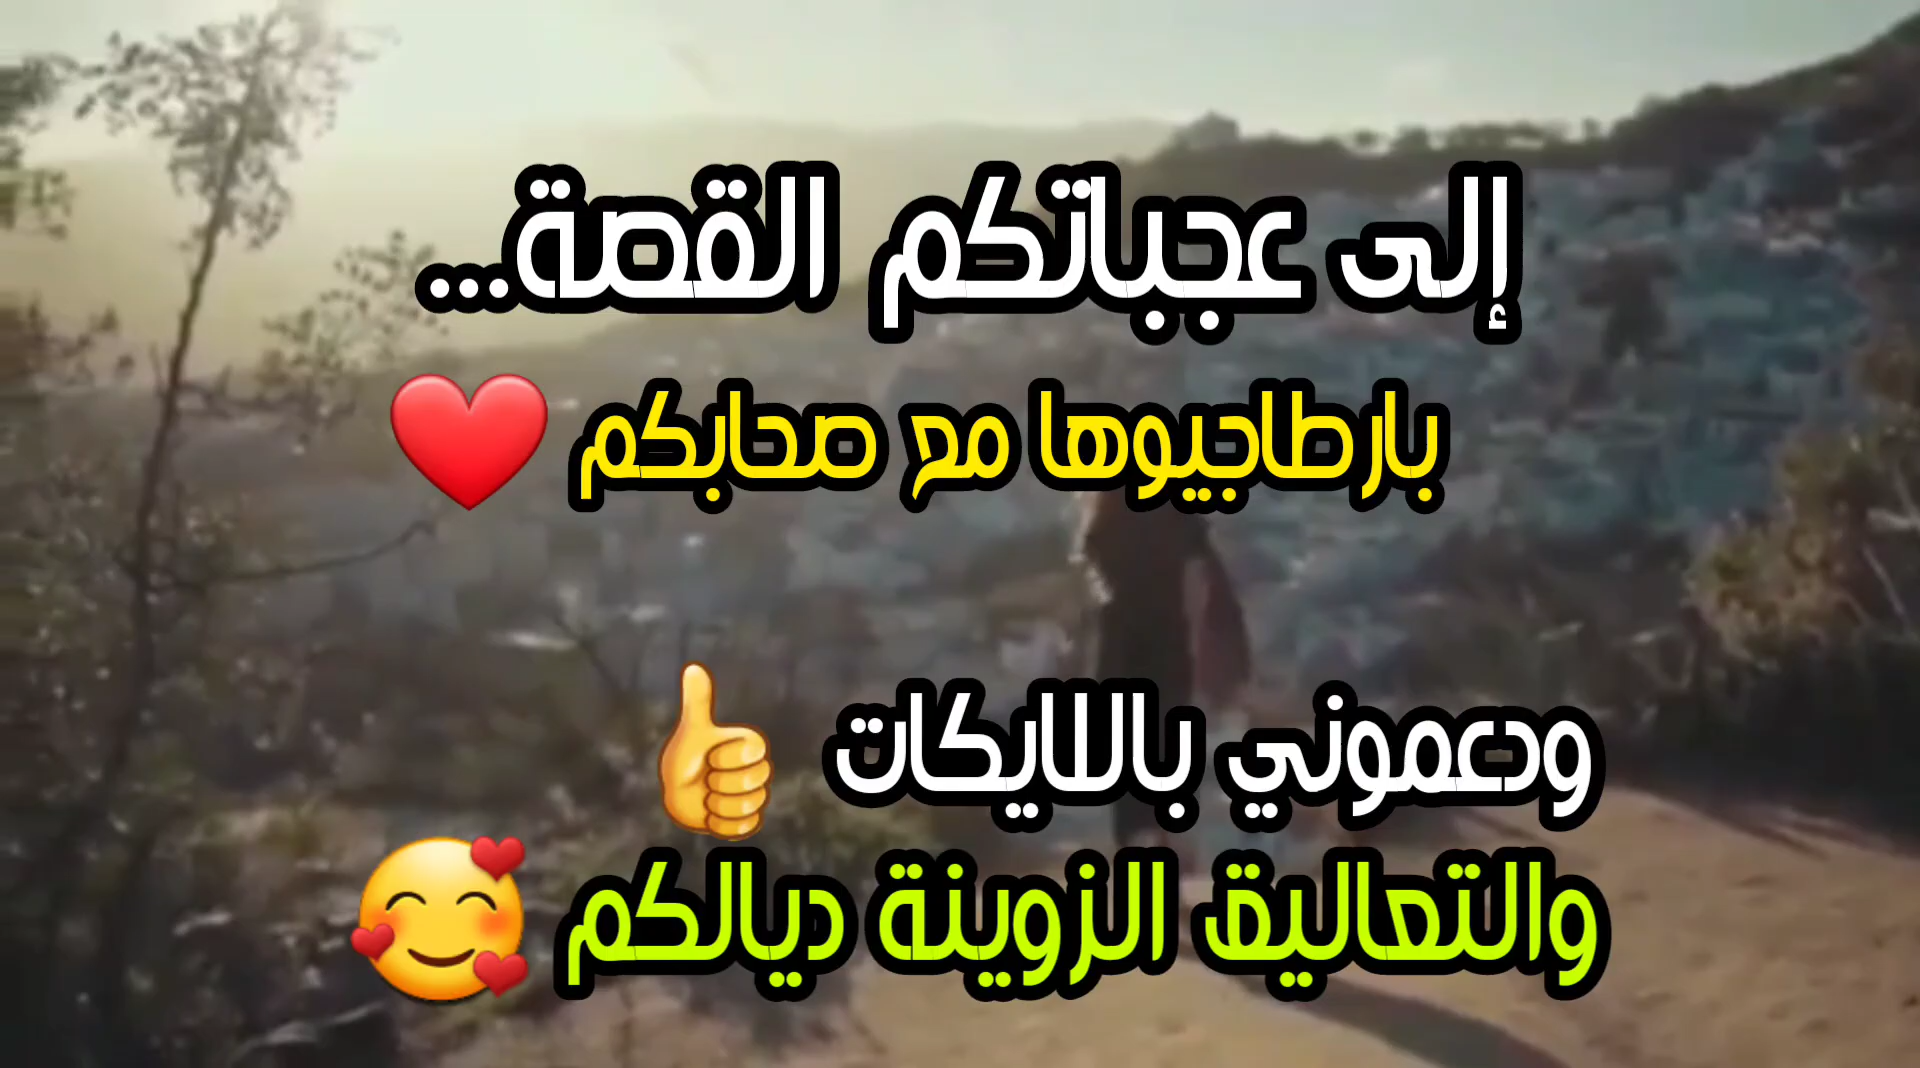 إلى عجباتكم القصة...
بارطاجيوها مع صحابكم ❤️
ودعموني باللايكات 👍
والتعاليق الزوينة ديالكم 🥰